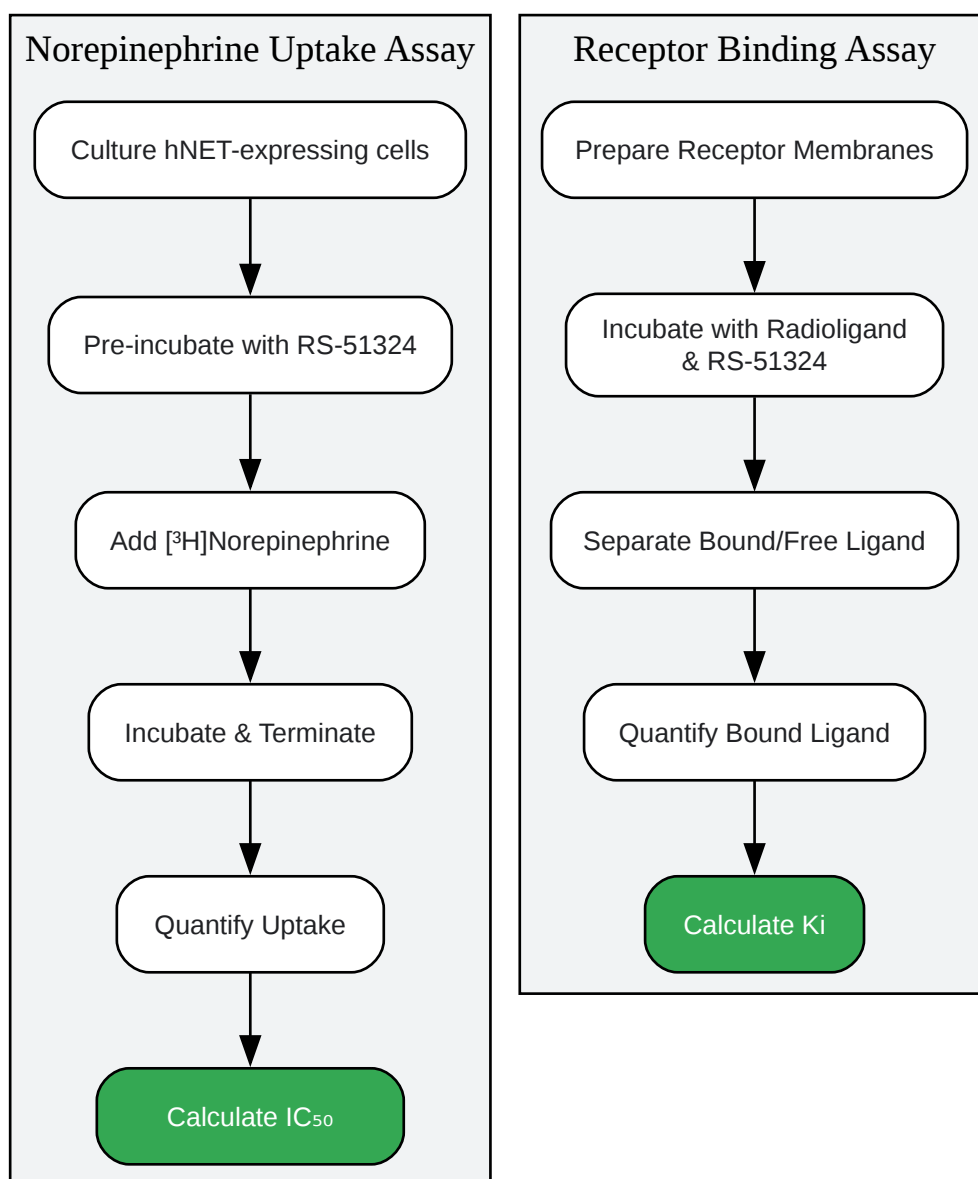 Norepinephrine Uptake Assay
Culture hNET-expressing cells
Pre-incubate with RS-51324
Add [³H]Norepinephrine
Incubate & Terminate
Quantify Uptake
Calculate IC₅₀
Receptor Binding Assay
Prepare Receptor Membranes
Incubate with Radioligand
& RS-51324
Separate Bound/Free Ligand
Quantify Bound Ligand
Calculate Ki